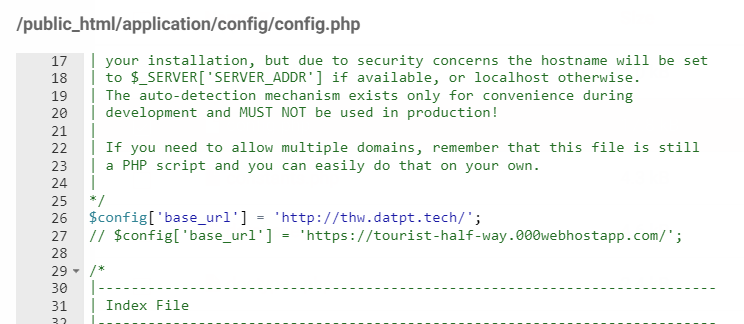 /public_html/application/config/config.php
17 | your installation, but due to security concerns the hostname will be set
18 | to $_SERVER['SERVER_ADDR'] if available, or localhost otherwise.
19 | The auto-detection mechanism exists only for convenience during
20 | development and MUST NOT be used in production!
21 |
22 | If you need to allow multiple domains, remember that this file is still
23 | a PHP script and you can easily do that on your own.
24 |
25 */
26 $config['base_url'] = 'http://thw.datpt.tech/';
27 // $config['base_url'] = 'https://tourist-half-way.000webhostapp.com/';
28
29 /*
30 |--------------------------------------------------------------------------
31 | Index File
32 |--------------------------------------------------------------------------